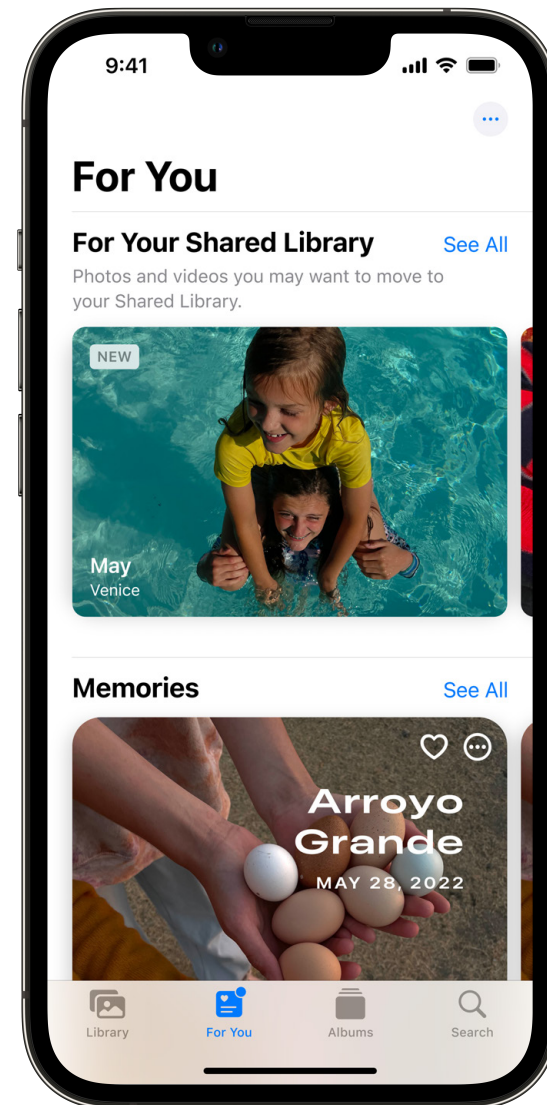 9:41
For You
For Your Shared Library
See All
Photos and videos you may want to move to
your Shared Library.
NEW
May
Venice
Memories
See All
Arroyo
Grande
MAY 28, 2022
Library
For You
Albums
Search